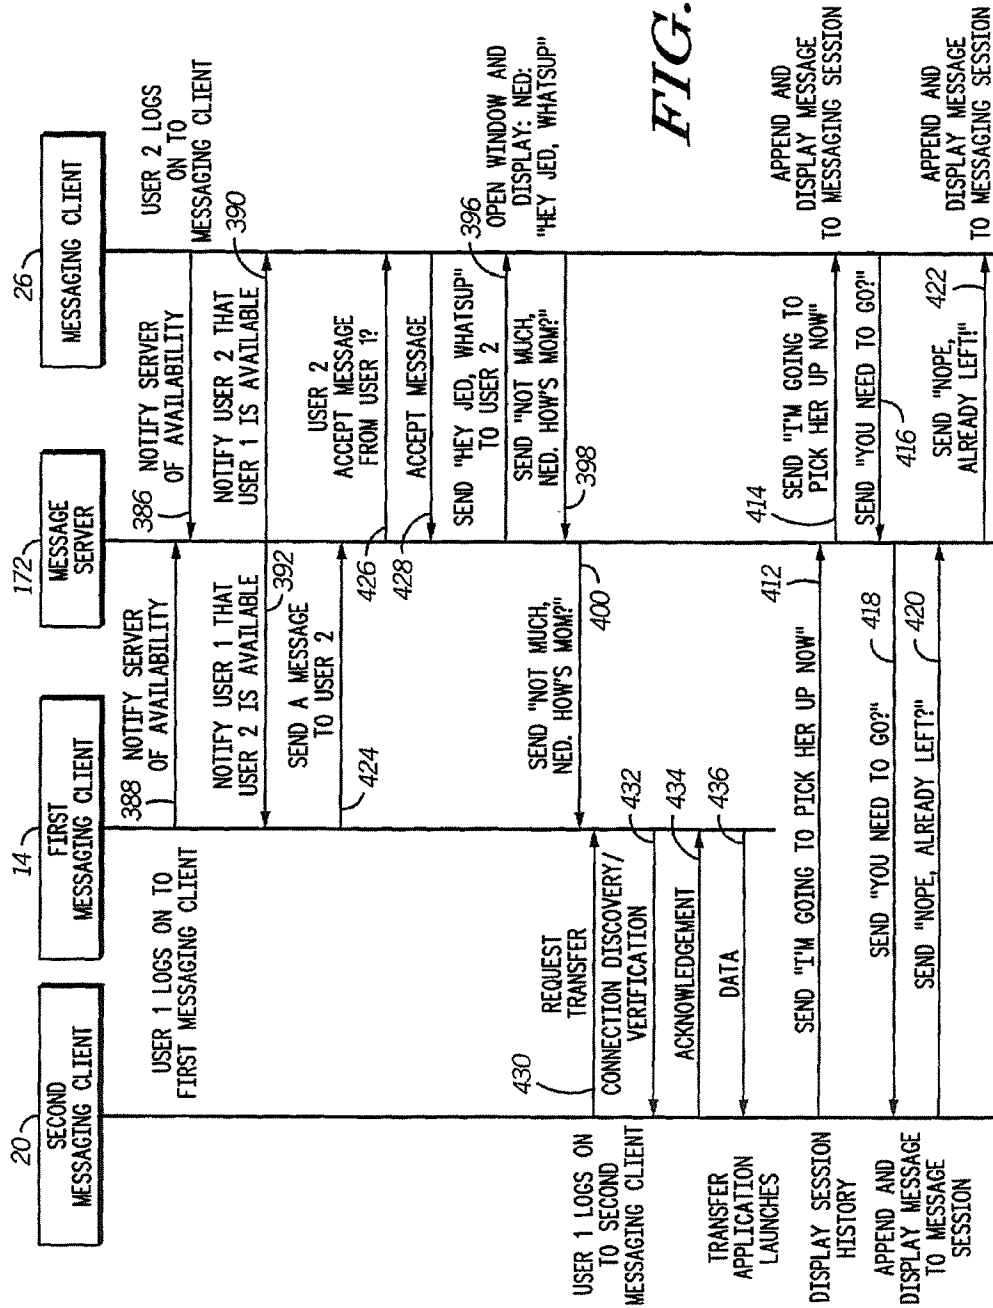 20
SECOND
MESSAGING CLIENT
14
FIRST
MESSAGING CLIENT
172
MESSAGE
SERVER
26
MESSAGING CLIENT
USER 1 LOGS ON TO
FIRST MESSAGING CLIENT
388 NOTIFY SERVER
OF AVAILABILITY
386 NOTIFY SERVER
OF AVAILABILITY
USER 2 LOGS
ON TO
MESSAGING CLIENT
NOTIFY USER 1 THAT
USER 2 IS AVAILABLE
392
NOTIFY USER 2 THAT
USER 1 IS AVAILABLE
390
SEND A MESSAGE
TO USER 2
424
USER 2
ACCEPT MESSAGE
FROM USER 1?
426
ACCEPT MESSAGE
428
SEND "HEY JED, WHATSUP"
TO USER 2
396
OPEN WINDOW AND
DISPLAY: NED:
"HEY JED, WHATSUP"
SEND "NOT MUCH,
NED. HOW'S MOM?"
398
SEND "NOT MUCH,
NED. HOW'S MOM?"
400
USER 1 LOGS ON
TO SECOND
MESSAGING CLIENT
REQUEST
TRANSFER
430
CONNECTION DISCOVERY/
VERIFICATION
432
ACKNOWLEDGEMENT
434
DATA
436
TRANSFER
APPLICATION
LAUNCHES
FIG.
DISPLAY SESSION
HISTORY
SEND "I'M GOING TO PICK HER UP NOW"
412
SEND "I'M GOING TO
PICK HER UP NOW"
414
APPEND AND
DISPLAY MESSAGE
TO MESSAGING SESSION
SEND "YOU NEED TO GO?"
416
SEND "YOU NEED TO GO?"
418
APPEND AND
DISPLAY MESSAGE
TO MESSAGE
SESSION
SEND "NOPE, ALREADY LEFT?"
420
SEND "NOPE,
ALREADY LEFT!"
422
APPEND AND
DISPLAY MESSAGE
TO MESSAGING SESSION